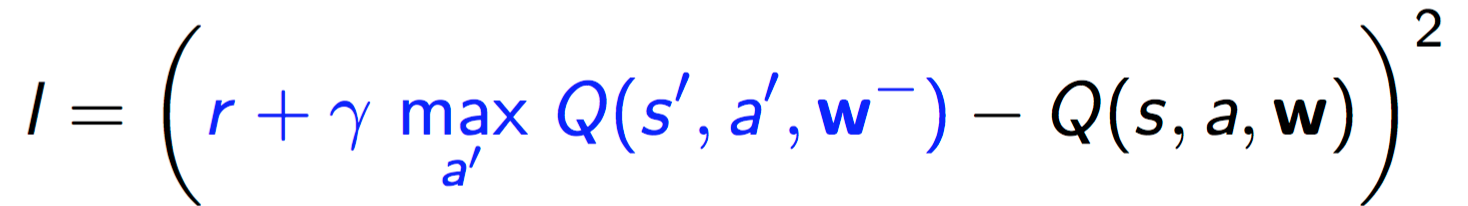 l = ( r + γ max_{a′} Q(s′, a′, w⁻) − Q(s, a, w) )²